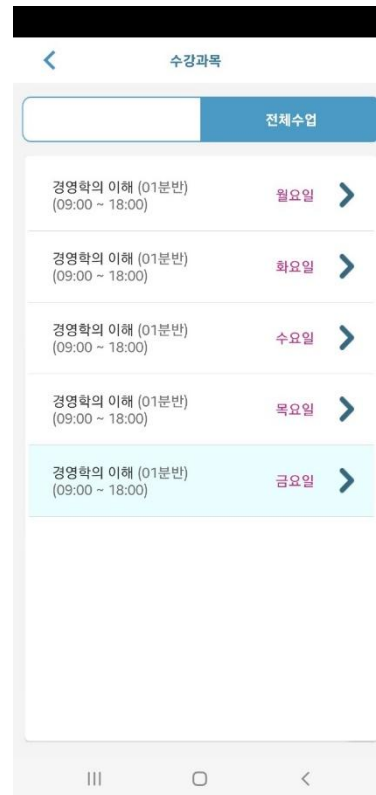 수강과목
전체수업
경영학의 이해 (01분반)
(09:00 ~ 18:00)
월요일
경영학의 이해 (01분반)
(09:00 ~ 18:00)
화요일
경영학의 이해 (01분반)
(09:00 ~ 18:00)
수요일
경영학의 이해 (01분반)
(09:00 ~ 18:00)
목요일
경영학의 이해 (01분반)
(09:00 ~ 18:00)
금요일